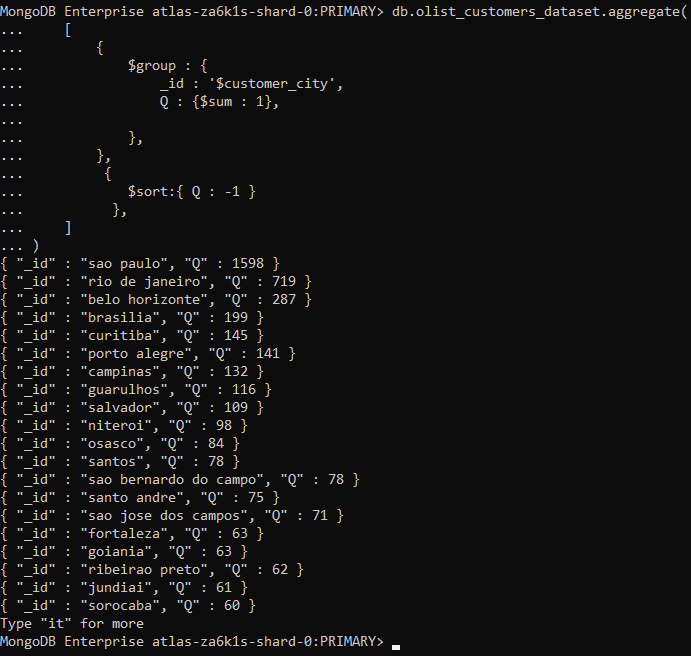 MongoDB Enterprise atlas-za6k1s-shard-0:PRIMARY> db.olist_customers_dataset.aggregate(
...     [
...         {
...             $group : {
...                 _id : '$customer_city',
...                 Q : {$sum : 1},
...
...             },
...         },
...          {
...             $sort:{ Q : -1 }
...           },
...     ]
... )
{ "_id" : "sao paulo", "Q" : 1598 }
{ "_id" : "rio de janeiro", "Q" : 719 }
{ "_id" : "belo horizonte", "Q" : 287 }
{ "_id" : "brasilia", "Q" : 199 }
{ "_id" : "curitiba", "Q" : 145 }
{ "_id" : "porto alegre", "Q" : 141 }
{ "_id" : "campinas", "Q" : 132 }
{ "_id" : "guarulhos", "Q" : 116 }
{ "_id" : "salvador", "Q" : 109 }
{ "_id" : "niteroi", "Q" : 98 }
{ "_id" : "osasco", "Q" : 84 }
{ "_id" : "santos", "Q" : 78 }
{ "_id" : "sao bernardo do campo", "Q" : 78 }
{ "_id" : "santo andre", "Q" : 75 }
{ "_id" : "sao jose dos campos", "Q" : 71 }
{ "_id" : "fortaleza", "Q" : 63 }
{ "_id" : "goiania", "Q" : 63 }
{ "_id" : "ribeirao preto", "Q" : 62 }
{ "_id" : "jundiai", "Q" : 61 }
{ "_id" : "sorocaba", "Q" : 60 }
Type "it" for more
MongoDB Enterprise atlas-za6k1s-shard-0:PRIMARY>